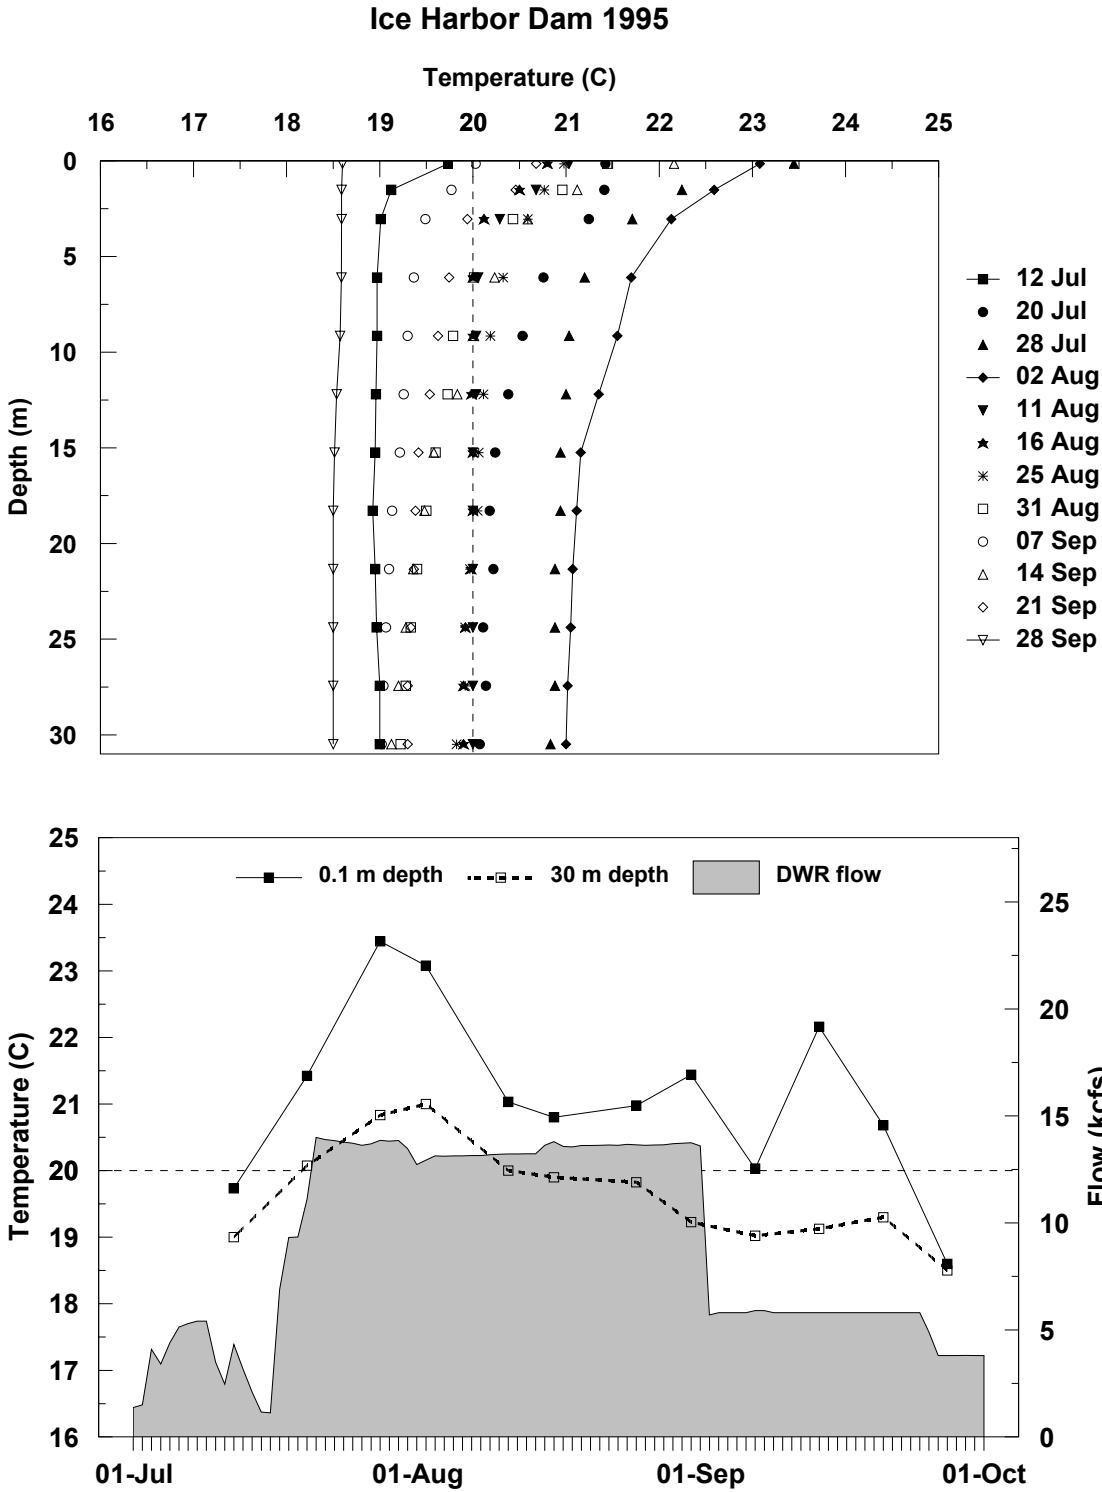 Ice Harbor Dam 1995
Temperature (C)
16 17 18 19 20 21 22 23 24 25
0
5
10
15
20
25
30
Depth (m)
12 Jul
20 Jul
28 Jul
02 Aug
11 Aug
16 Aug
25 Aug
31 Aug
07 Sep
14 Sep
21 Sep
28 Sep
0.1 m depth 30 m depth DWR flow
25
24
23
22
21
20
19
18
17
16
Temperature (C)
25
20
15
10
5
0
Flow (kcfs)
01-Jul 01-Aug 01-Sep 01-Oct